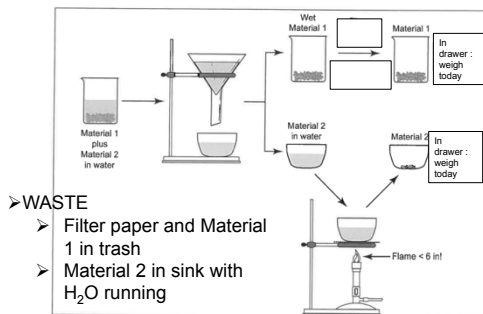 Wet
Material 1
Material 1
In
drawer :
weigh
today
Material 1
plus
Material 2
in water
Material 2
in water
Material 2
In
drawer :
weigh
today
➢WASTE
➢ Filter paper and Material
1 in trash
➢ Material 2 in sink with
H₂O running
Flame < 6 in!